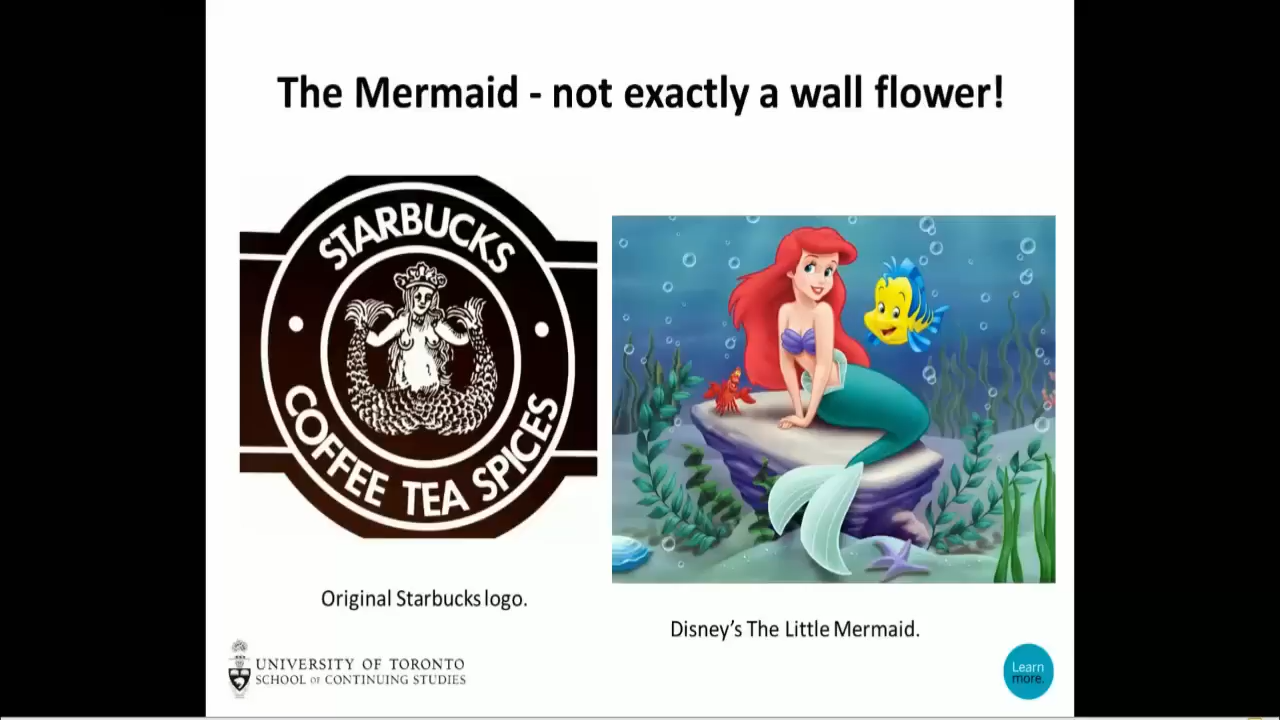 The Mermaid - not exactly a wall flower!
STARBUCKS
COFFEE TEA SPICES
Original Starbucks logo.
Disney's The Little Mermaid.
UNIVERSITY OF TORONTO
SCHOOL OF CONTINUING STUDIES
Learn
more.